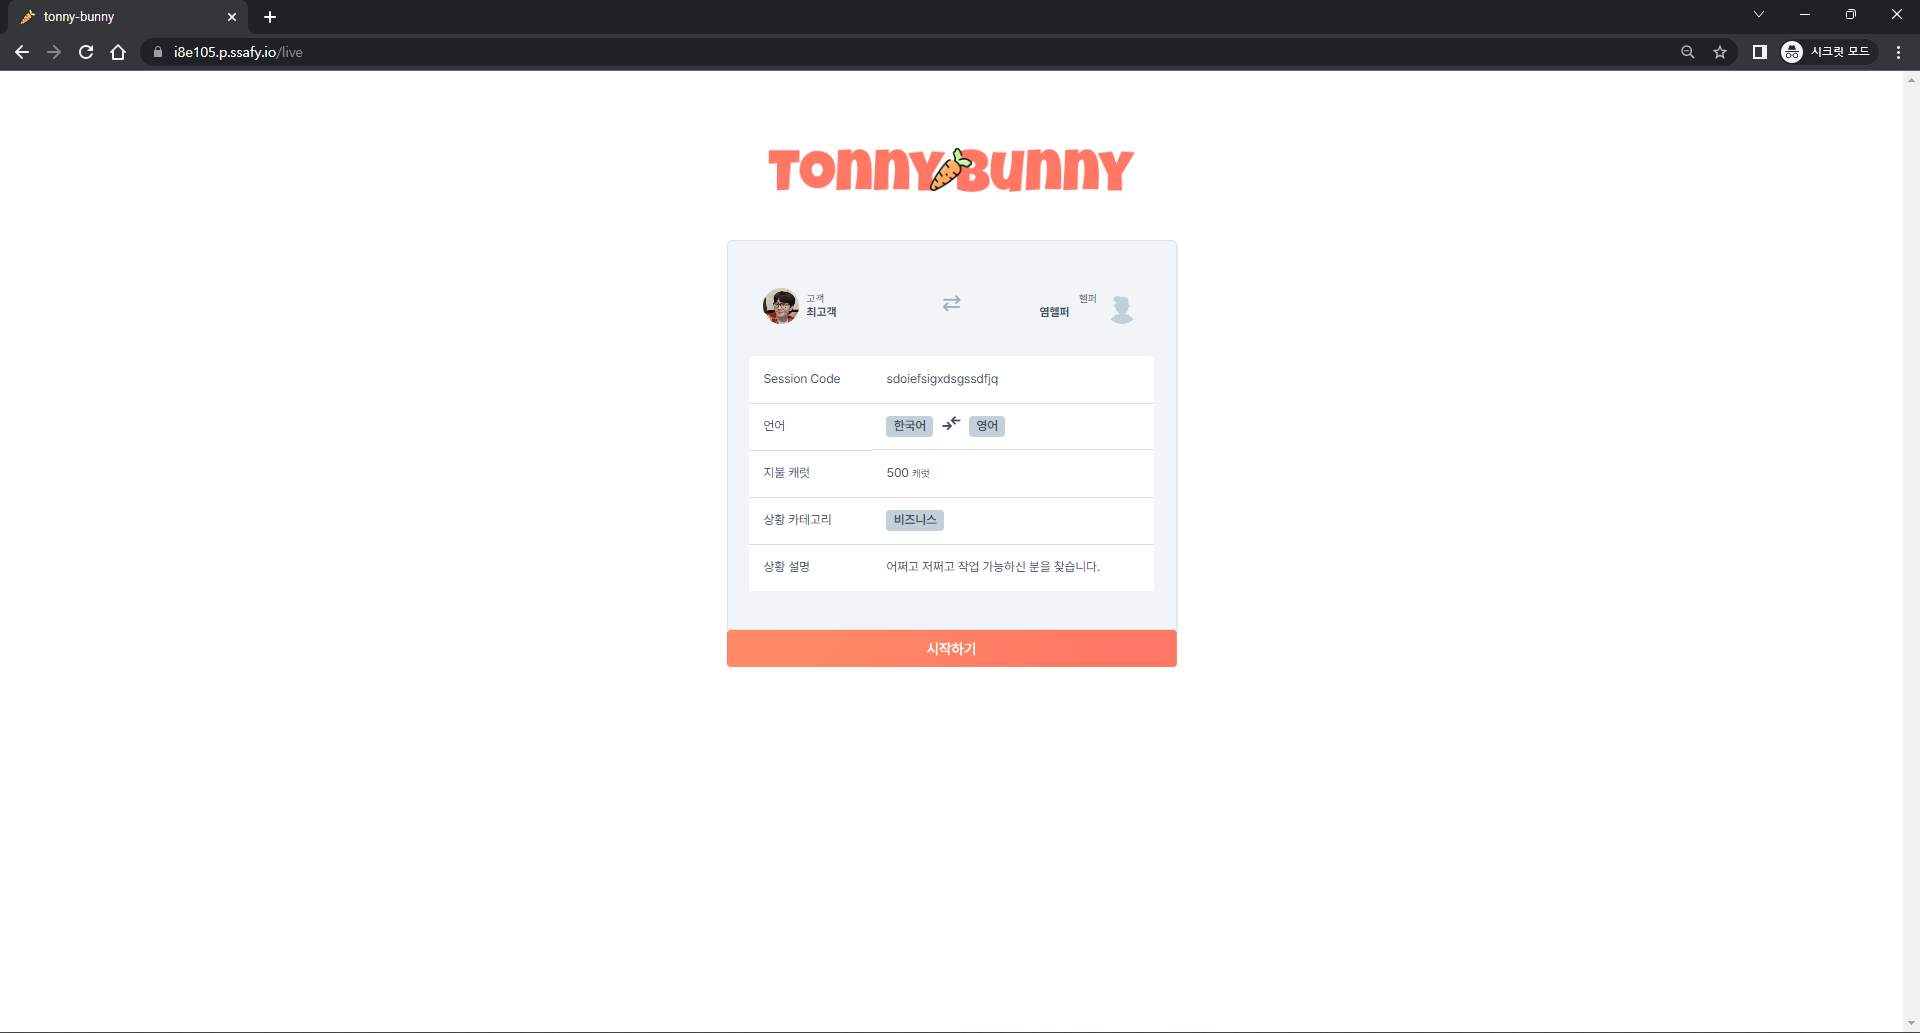 tonny-bunny
i8e105.p.ssafy.io/live
시크릿 모드
Tonny Bunny
고객
최고객
헬퍼
염헬퍼
Session Code sdoiefsigxdsgssdfjq
언어 한국어 영어
지불 캐럿 500 캐럿
상황 카테고리 비즈니스
상황 설명 어쩌고 저쩌고 작업 가능하신 분을 찾습니다.
시작하기